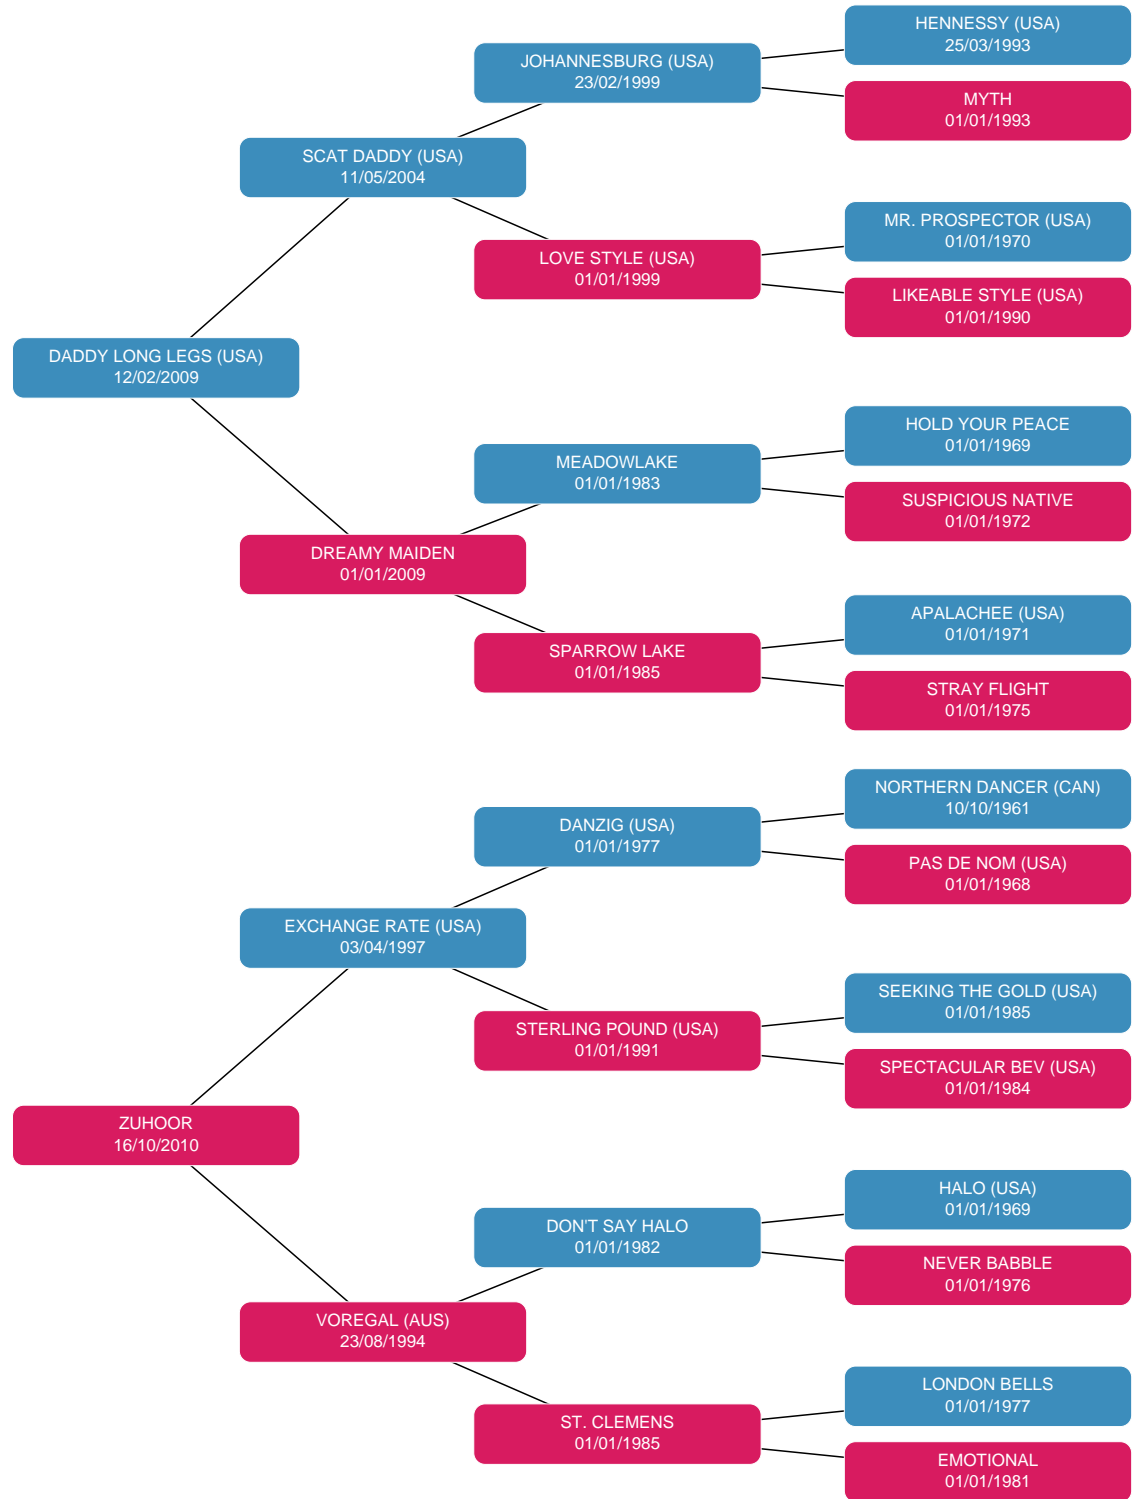 HENNESSY (USA)
25/03/1993
JOHANNESBURG (USA)
23/02/1999
MYTH
01/01/1993
SCAT DADDY (USA)
11/05/2004
MR. PROSPECTOR (USA)
01/01/1970
LOVE STYLE (USA)
01/01/1999
LIKEABLE STYLE (USA)
01/01/1990
DADDY LONG LEGS (USA)
12/02/2009
HOLD YOUR PEACE
01/01/1969
MEADOWLAKE
01/01/1983
SUSPICIOUS NATIVE
01/01/1972
DREAMY MAIDEN
01/01/2009
APALACHEE (USA)
01/01/1971
SPARROW LAKE
01/01/1985
STRAY FLIGHT
01/01/1975
NORTHERN DANCER (CAN)
10/10/1961
DANZIG (USA)
01/01/1977
PAS DE NOM (USA)
01/01/1968
EXCHANGE RATE (USA)
03/04/1997
SEEKING THE GOLD (USA)
01/01/1985
STERLING POUND (USA)
01/01/1991
SPECTACULAR BEV (USA)
01/01/1984
ZUHOOR
16/10/2010
HALO (USA)
01/01/1969
DON'T SAY HALO
01/01/1982
NEVER BABBLE
01/01/1976
VOREGAL (AUS)
23/08/1994
LONDON BELLS
01/01/1977
ST. CLEMENS
01/01/1985
EMOTIONAL
01/01/1981